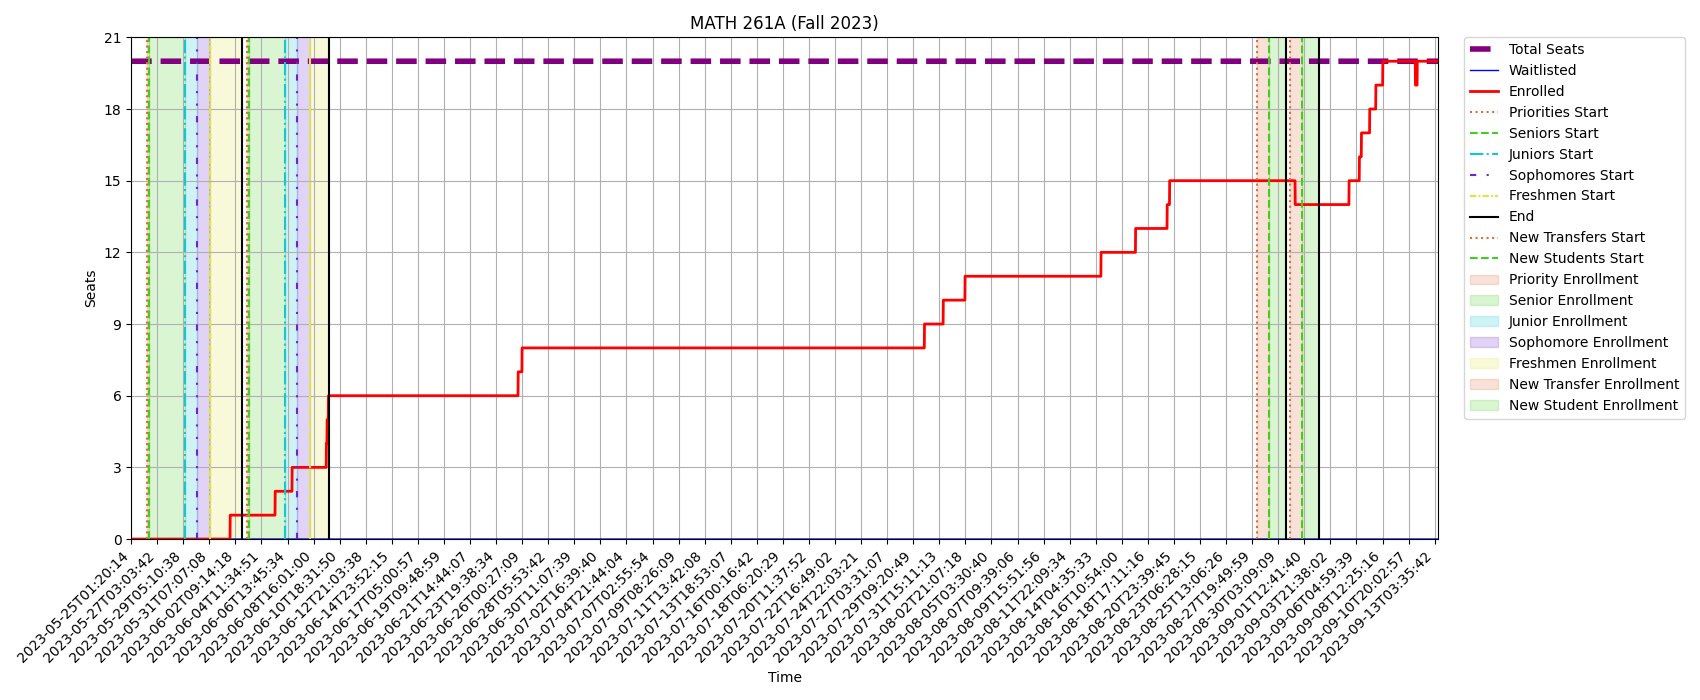 MATH 261A (Fall 2023)
21
18
15
12
9
6
3
0
Seats
2023-05-25T01:20:14
2023-05-27T03:03:42
2023-05-29T05:10:38
2023-05-31T07:07:08
2023-06-02T09:14:18
2023-06-04T11:34:51
2023-06-06T13:45:34
2023-06-08T16:01:00
2023-06-10T18:31:50
2023-06-12T21:03:38
2023-06-14T23:52:15
2023-06-17T05:00:57
2023-06-19T09:48:59
2023-06-21T14:44:07
2023-06-23T19:38:34
2023-06-26T00:27:09
2023-06-28T05:53:42
2023-06-30T11:07:39
2023-07-02T16:39:40
2023-07-04T21:44:04
2023-07-07T02:55:54
2023-07-09T08:26:09
2023-07-11T13:42:08
2023-07-13T18:53:07
2023-07-16T00:16:42
2023-07-18T06:20:29
2023-07-20T11:37:52
2023-07-22T16:49:02
2023-07-24T22:03:21
2023-07-27T03:31:07
2023-07-29T09:20:49
2023-07-31T15:11:13
2023-08-02T21:07:18
2023-08-05T03:30:40
2023-08-07T09:39:06
2023-08-09T15:51:56
2023-08-11T22:09:34
2023-08-14T04:35:33
2023-08-16T10:54:00
2023-08-18T17:11:16
2023-08-20T23:39:45
2023-08-23T06:28:15
2023-08-25T13:06:28
2023-08-27T19:49:59
2023-08-30T03:09:09
2023-09-01T12:41:40
2023-09-03T21:38:02
2023-09-06T04:59:39
2023-09-08T12:25:16
2023-09-10T20:02:57
2023-09-13T03:35:42
Time
Total Seats
Waitlisted
Enrolled
Priorities Start
Seniors Start
Juniors Start
Sophomores Start
Freshmen Start
End
New Transfers Start
New Students Start
Priority Enrollment
Senior Enrollment
Junior Enrollment
Sophomore Enrollment
Freshmen Enrollment
New Transfer Enrollment
New Student Enrollment